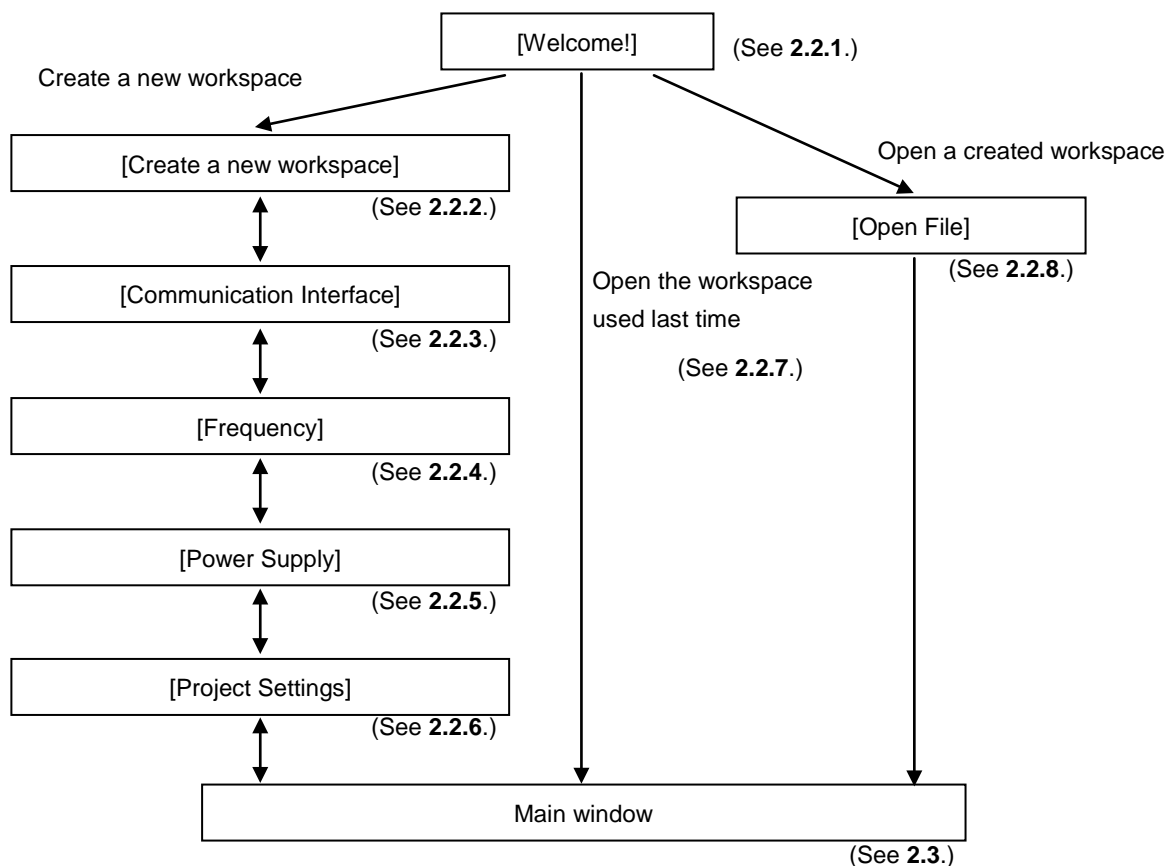 [Welcome!]
(See 2.2.1.)
Create a new workspace
[Create a new workspace]
(See 2.2.2.)
Open a created workspace
[Open File]
(See 2.2.8.)
[Communication Interface]
(See 2.2.3.)
Open the workspace
used last time
(See 2.2.7.)
[Frequency]
(See 2.2.4.)
[Power Supply]
(See 2.2.5.)
[Project Settings]
(See 2.2.6.)
Main window
(See 2.3.)